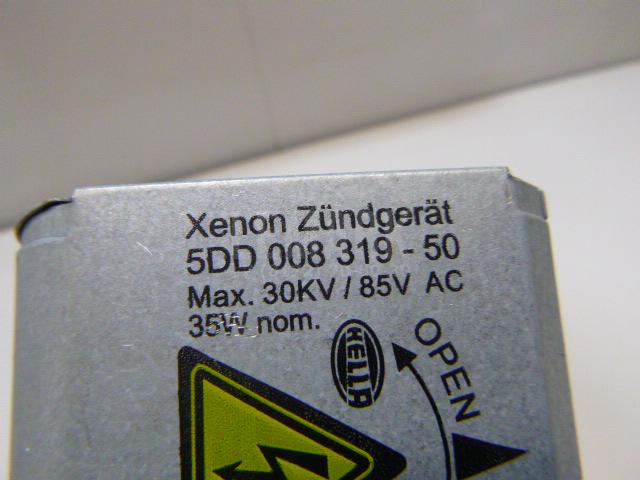 Xenon Zündgerät
5DD 008 319 - 50
Max. 30KV / 85V AC
35W nom.
HELLA
OPEN